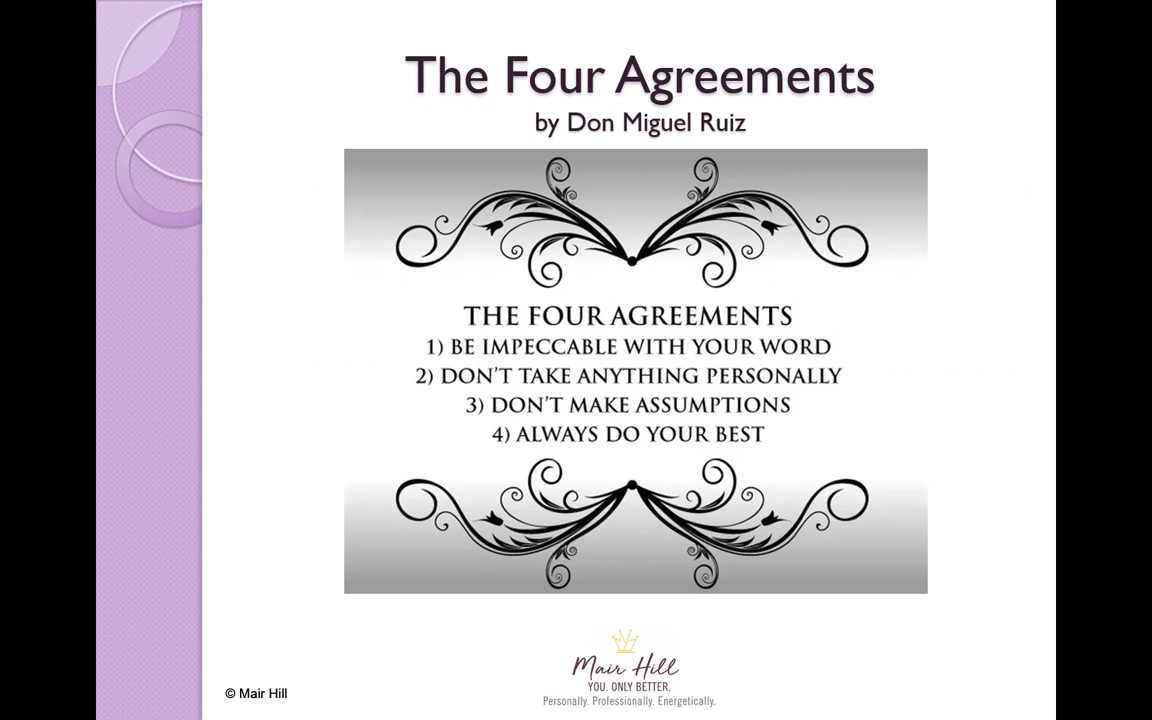 The Four Agreements
by Don Miguel Ruiz
THE FOUR AGREEMENTS
1) BE IMPECCABLE WITH YOUR WORD
2) DON'T TAKE ANYTHING PERSONALLY
3) DON'T MAKE ASSUMPTIONS
4) ALWAYS DO YOUR BEST
Mair Hill
YOU. ONLY BETTER.
Personally. Professionally. Energetically.
© Mair Hill